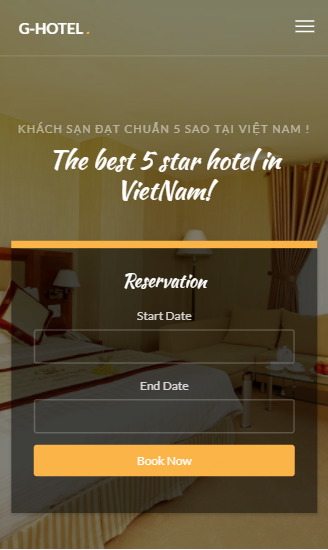 G-HOTEL .
KHÁCH SẠN ĐẠT CHUẨN 5 SAO TẠI VIỆT NAM !
The best 5 star hotel in
VietNam!
Reservation
Start Date
End Date
Book Now